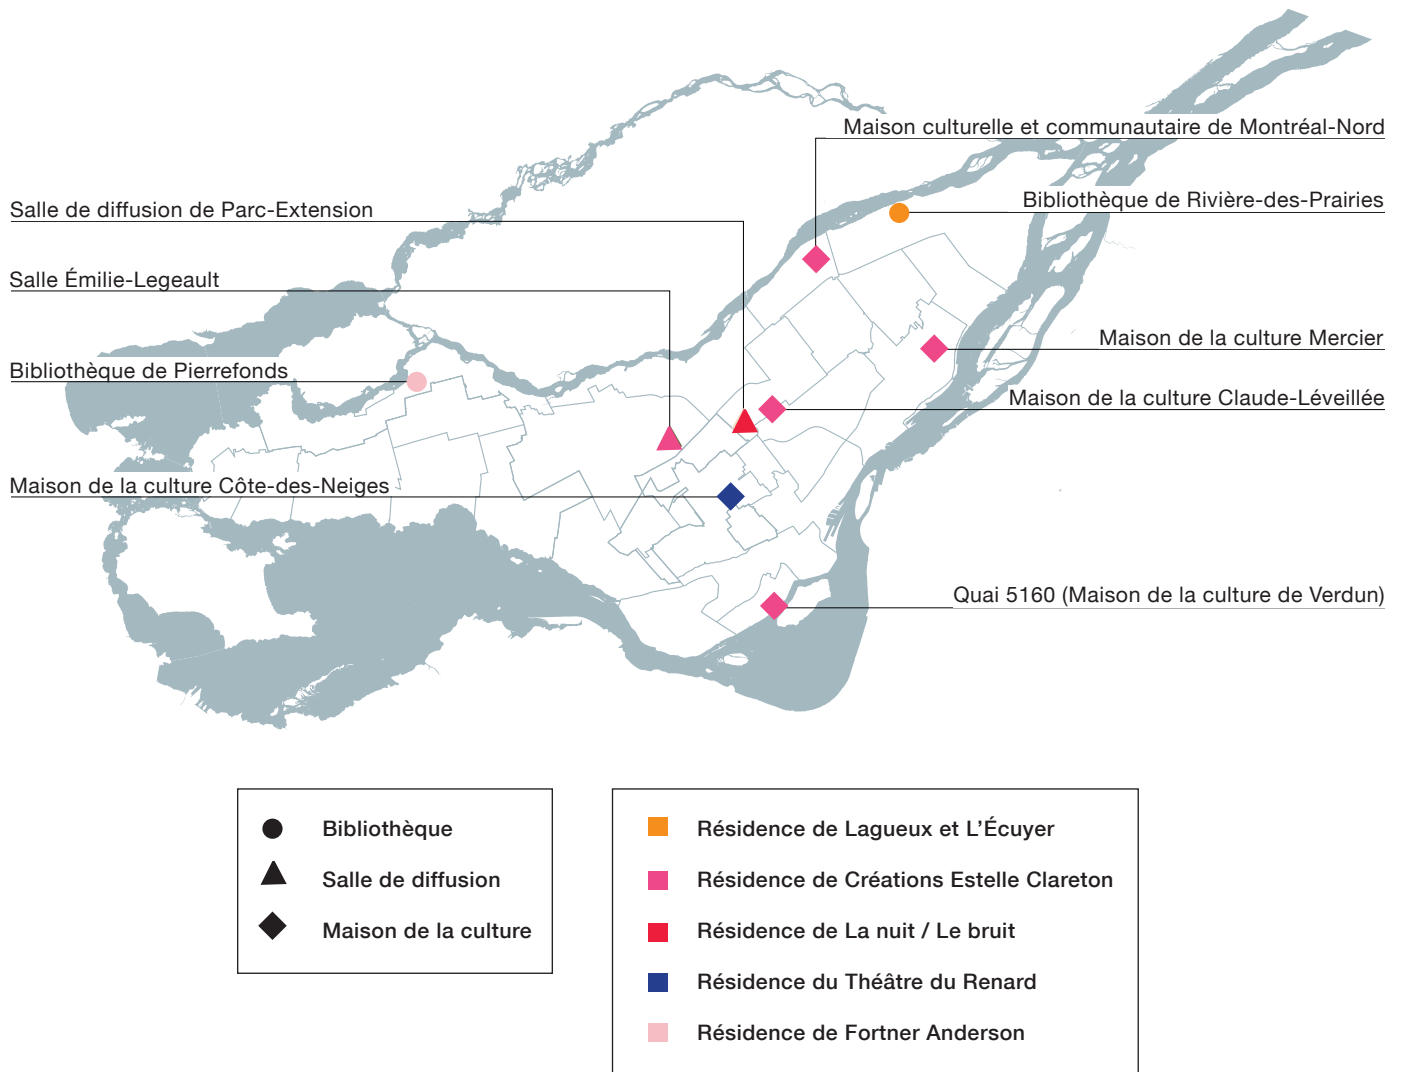 Maison culturelle et communautaire de Montréal-Nord
Bibliothèque de Rivière-des-Prairies
Salle de diffusion de Parc-Extension
Salle Émilie-Legeault
Maison de la culture Mercier
Bibliothèque de Pierrefonds
Maison de la culture Claude-Léveillée
Maison de la culture Côte-des-Neiges
Quai 5160 (Maison de la culture de Verdun)
Bibliothèque
Salle de diffusion
Maison de la culture
Résidence de Lagueux et L’Écuyer
Résidence de Créations Estelle Clareton
Résidence de La nuit / Le bruit
Résidence du Théâtre du Renard
Résidence de Fortner Anderson